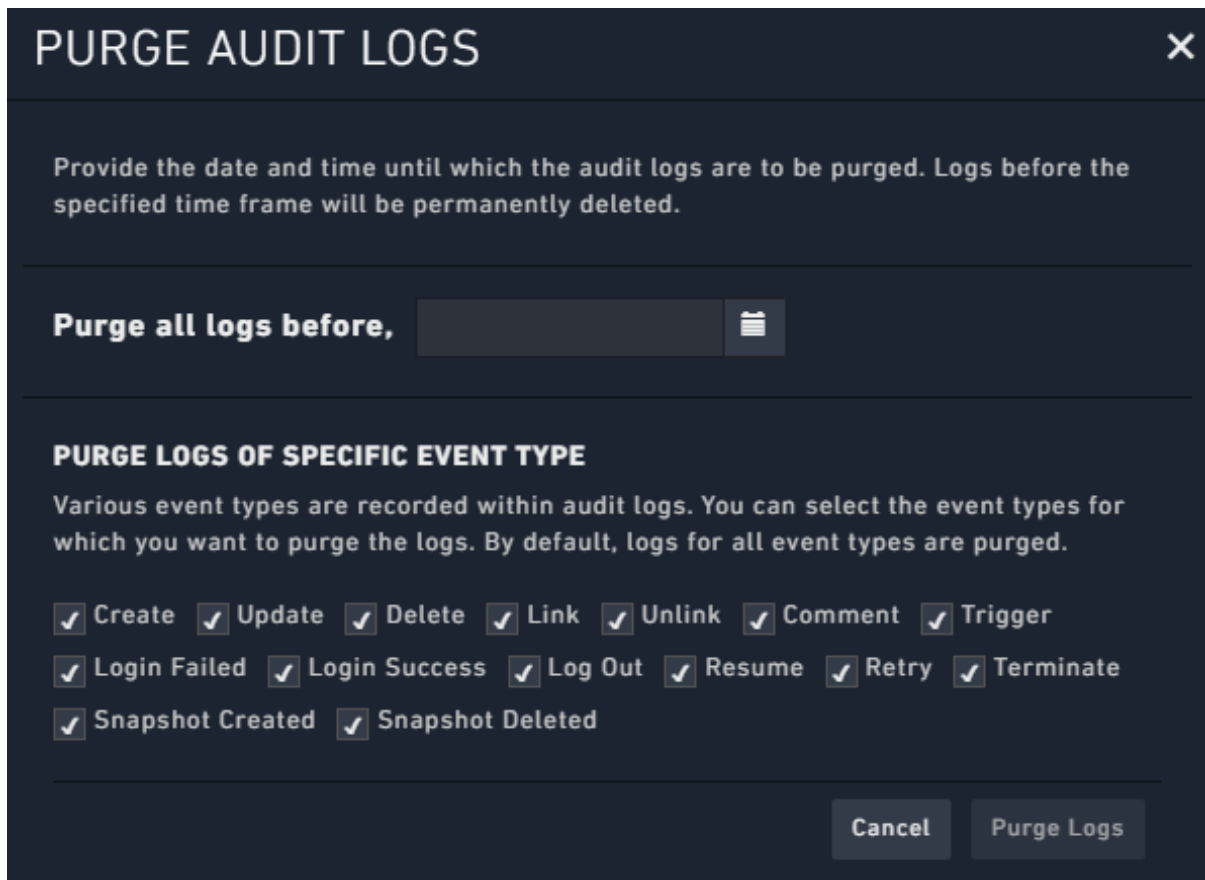 PURGE AUDIT LOGS
Provide the date and time until which the audit logs are to be purged. Logs before the
specified time frame will be permanently deleted.
Purge all logs before,
PURGE LOGS OF SPECIFIC EVENT TYPE
Various event types are recorded within audit logs. You can select the event types for
which you want to purge the logs. By default, logs for all event types are purged.
Create Update Delete Link Unlink Comment Trigger
Login Failed Login Success Log Out Resume Retry Terminate
Snapshot Created Snapshot Deleted
Cancel Purge Logs